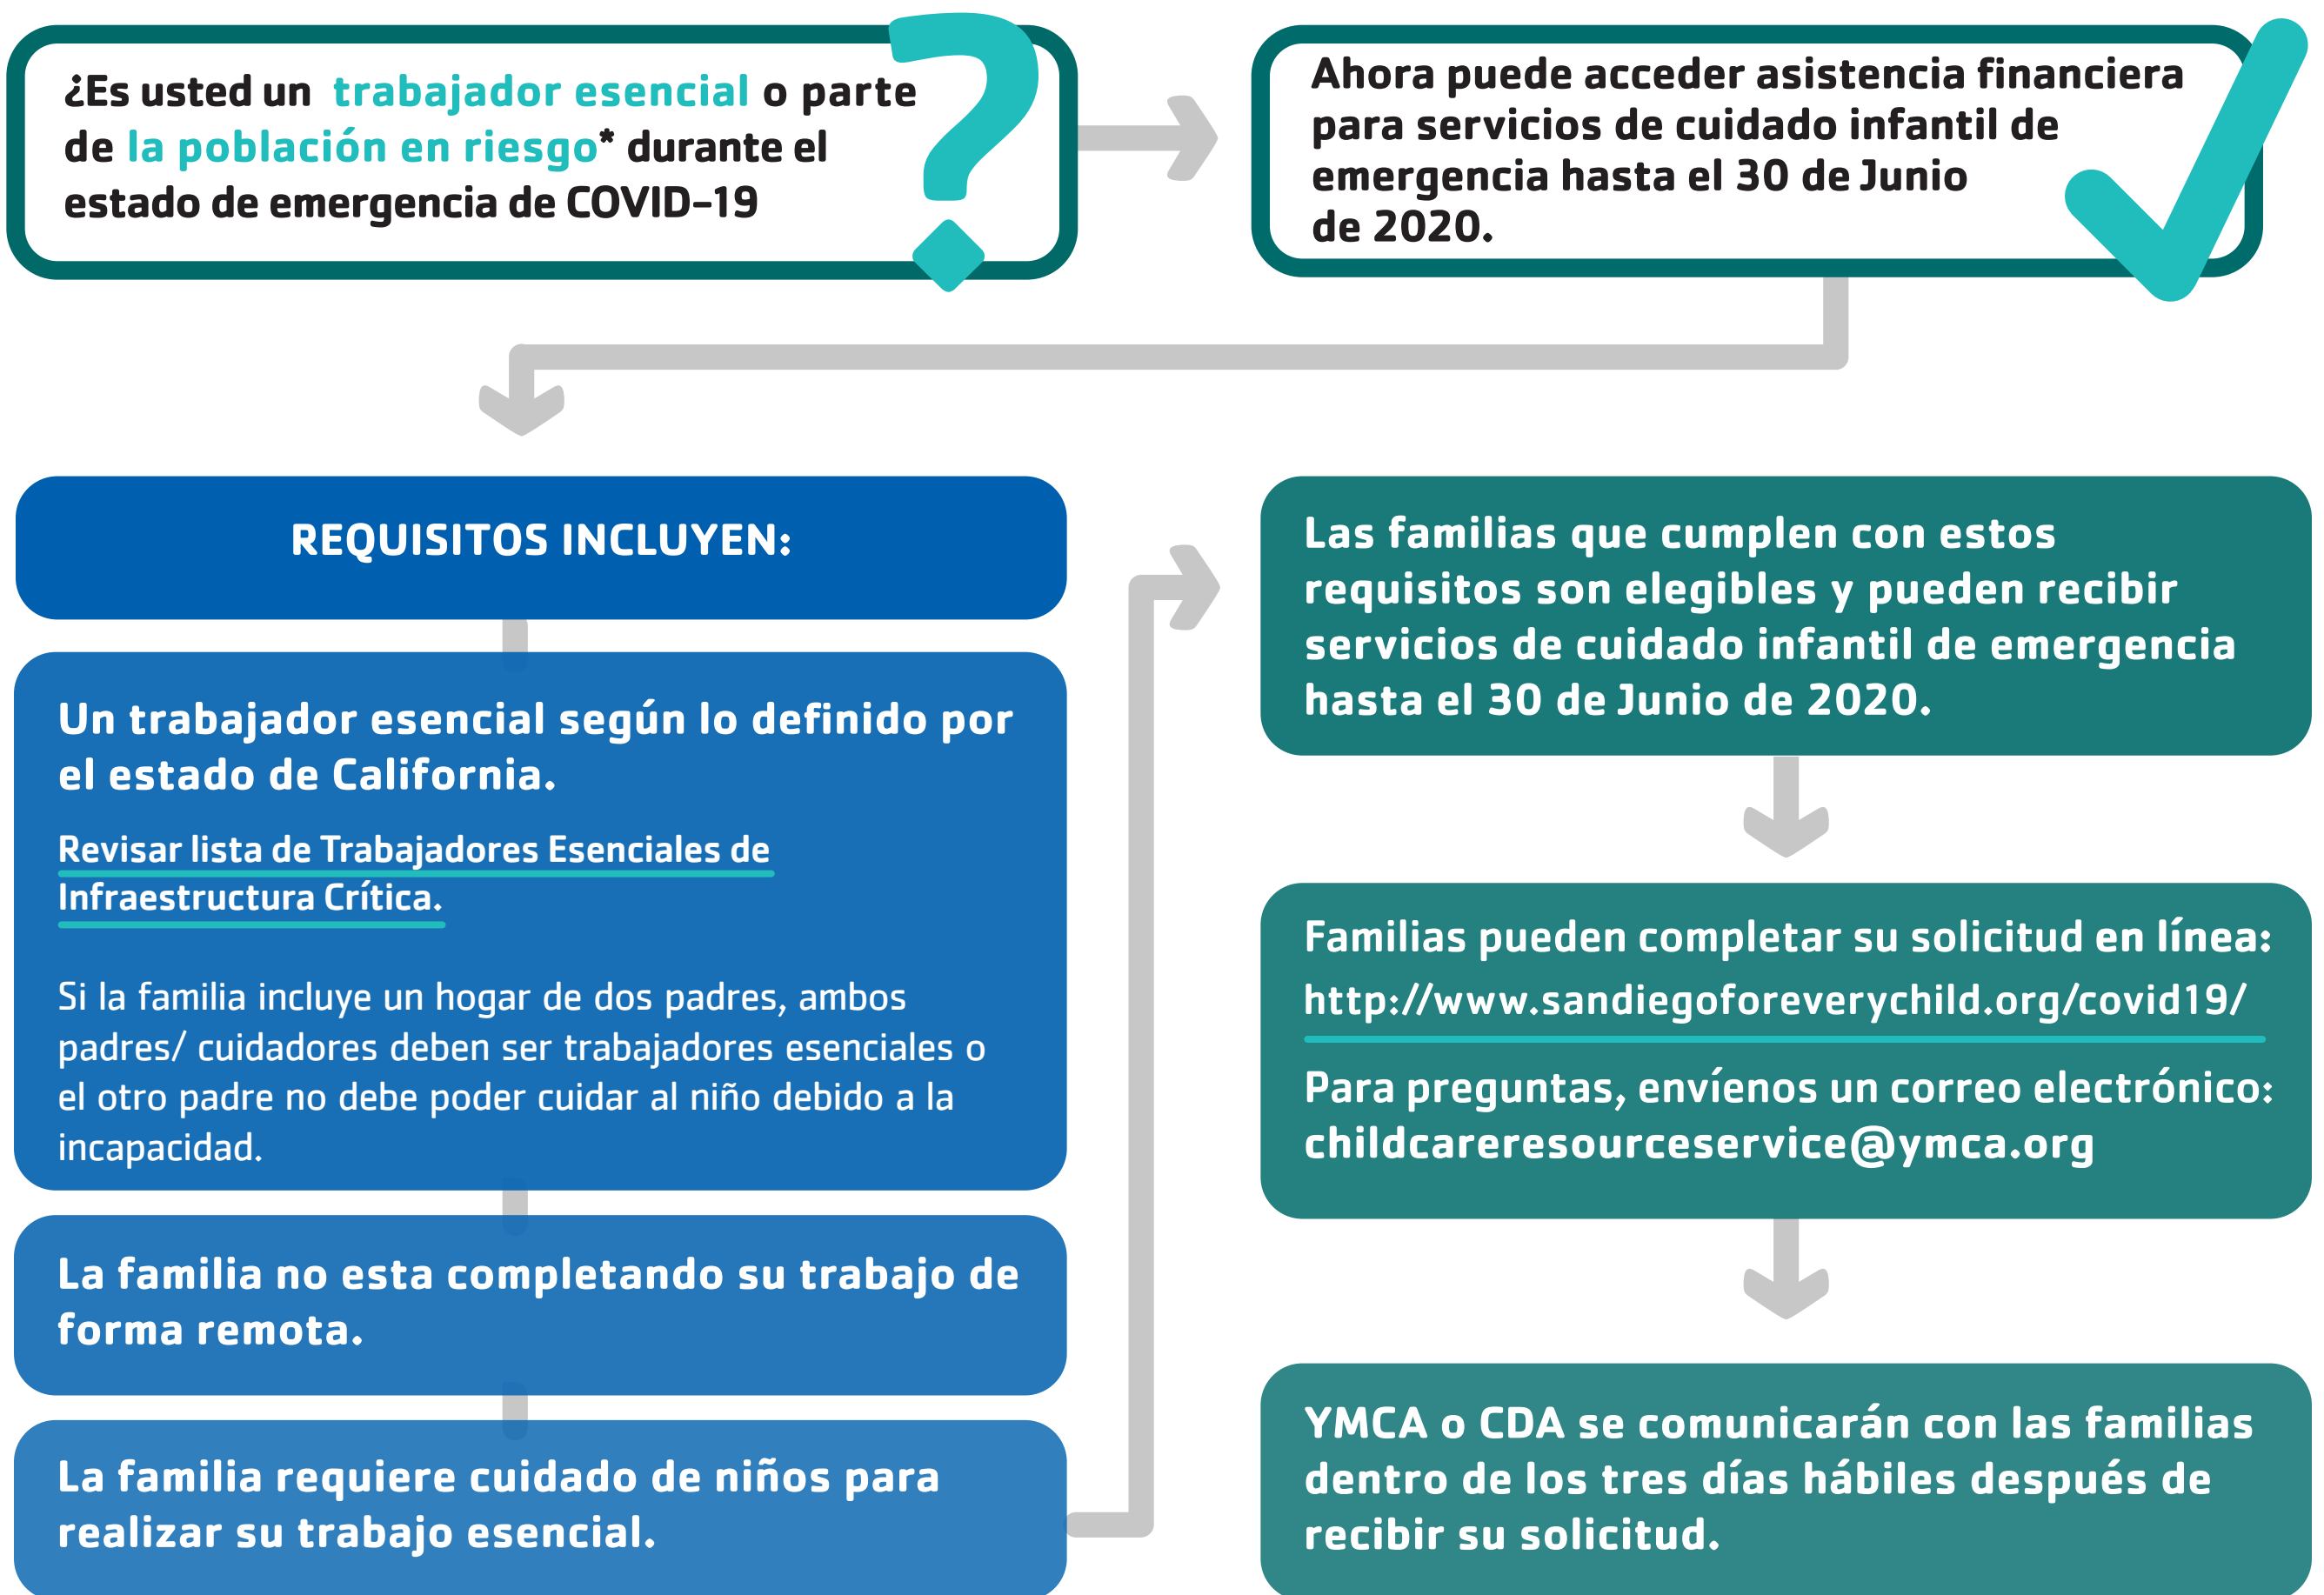 ¿Es usted un trabajador esencial o parte
de la población en riesgo* durante el
estado de emergencia de COVID-19
?
Ahora puede acceder asistencia financiera
para servicios de cuidado infantil de
emergencia hasta el 30 de Junio
de 2020.
REQUISITOS INCLUYEN:
Un trabajador esencial según lo definido por
el estado de California.
Revisar lista de Trabajadores Esenciales de
Infraestructura Crítica.
Si la familia incluye un hogar de dos padres, ambos
padres/ cuidadores deben ser trabajadores esenciales o
el otro padre no debe poder cuidar al niño debido a la
incapacidad.
La familia no esta completando su trabajo de
forma remota.
La familia requiere cuidado de niños para
realizar su trabajo esencial.
Las familias que cumplen con estos
requisitos son elegibles y pueden recibir
servicios de cuidado infantil de emergencia
hasta el 30 de Junio de 2020.
Familias pueden completar su solicitud en línea:
http://www.sandiegoforeverychild.org/covid19/
Para preguntas, envíenos un correo electrónico:
childcareresourceservice@ymca.org
YMCA o CDA se comunicarán con las familias
dentro de los tres días hábiles después de
recibir su solicitud.